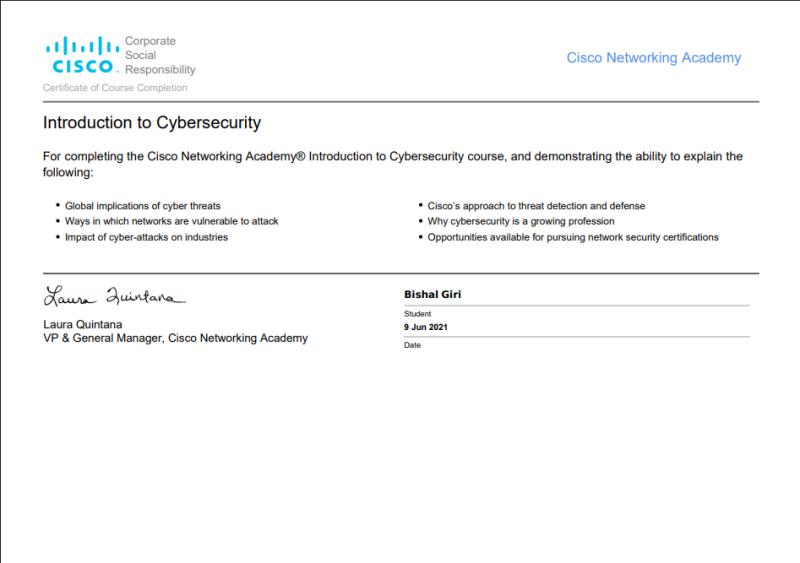 Corporate
Social
Responsibility
CISCO.
Cisco Networking Academy
Certificate of Course Completion
Introduction to Cybersecurity
For completing the Cisco Networking Academy® Introduction to Cybersecurity course, and demonstrating the ability to explain the
following:
• Global implications of cyber threats
• Ways in which networks are vulnerable to attack
• Impact of cyber-attacks on industries
• Cisco's approach to threat detection and defense
• Why cybersecurity is a growing profession
• Opportunities available for pursuing network security certifications
Laura Quintana
Laura Quintana
VP & General Manager, Cisco Networking Academy
Bishal Giri
Student
9 Jun 2021
Date